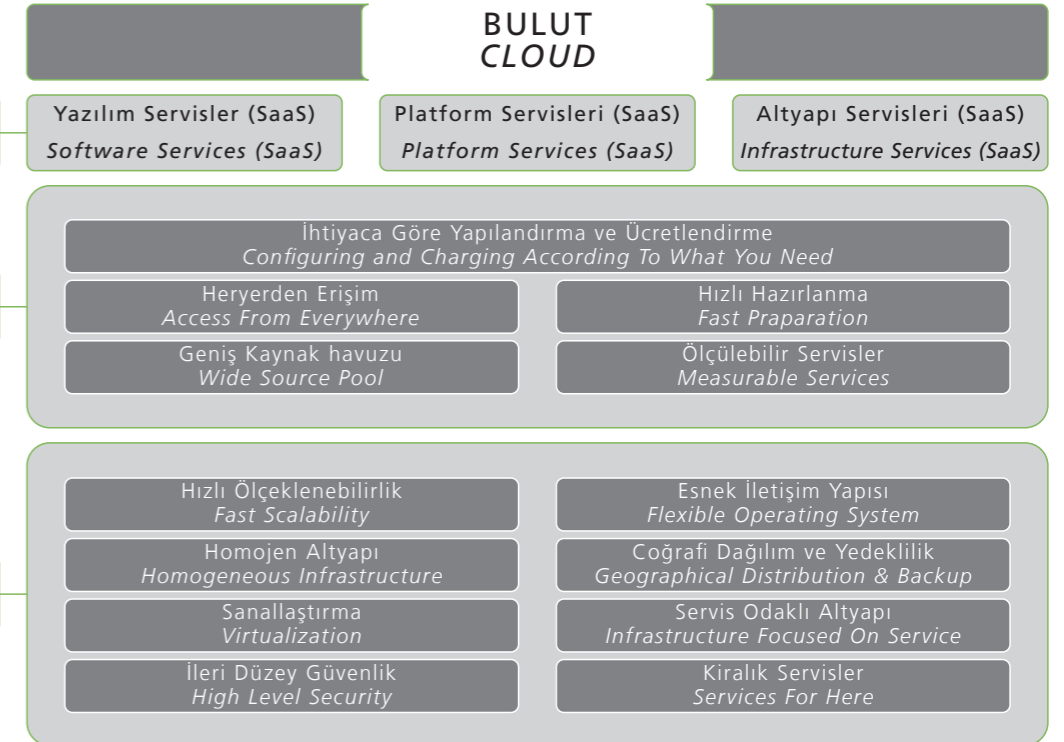 BULUT
CLOUD
Yazılım Servisler (SaaS)
Software Services (SaaS)
Platform Servisleri (SaaS)
Platform Services (SaaS)
Altyapı Servisleri (SaaS)
Infrastructure Services (SaaS)
İhtiyaca Göre Yapılandırma ve Ücretlendirme
Configuring and Charging According To What You Need
Heryerden Erişim
Access From Everywhere
Hızlı Hazırlanma
Fast Praparation
Geniş Kaynak havuzu
Wide Source Pool
Ölçülebilir Servisler
Measurable Services
Hızlı Ölçeklenebilirlik
Fast Scalability
Esnek İletişim Yapısı
Flexible Operating System
Homojen Altyapı
Homogeneous Infrastructure
Coğrafi Dağılım ve Yedeklilik
Geographical Distribution & Backup
Sanallaştırma
Virtualization
Servis Odaklı Altyapı
Infrastructure Focused On Service
İleri Düzey Güvenlik
High Level Security
Kiralık Servisler
Services For Here